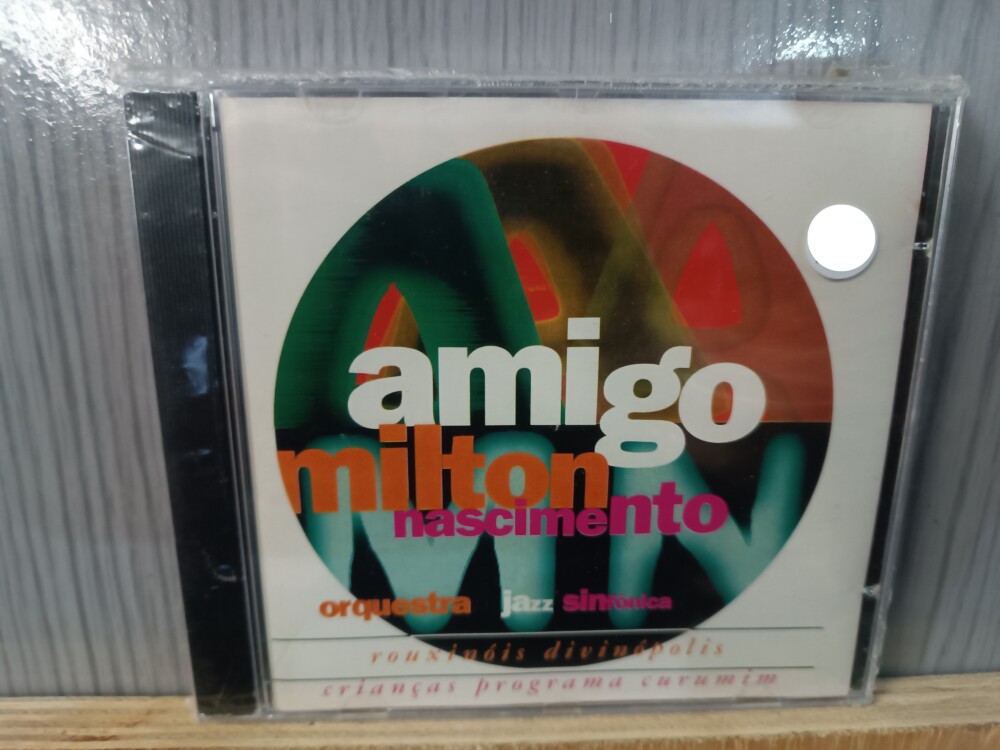 amigo
milton
nascimento
orquestra jazz sinfônica
rouxinóis divinópolis
crianças programa curumim